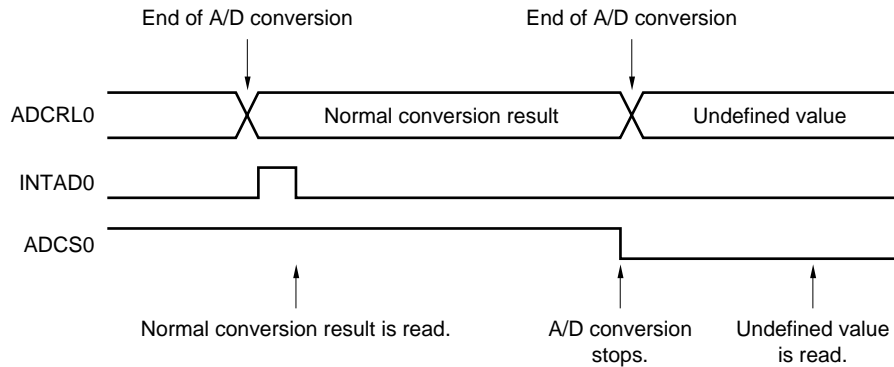 End of A/D conversion
End of A/D conversion
ADCRL0
Normal conversion result
Undefined value
INTAD0
ADCS0
Normal conversion result is read.
A/D conversion
stops.
Undefined value
is read.